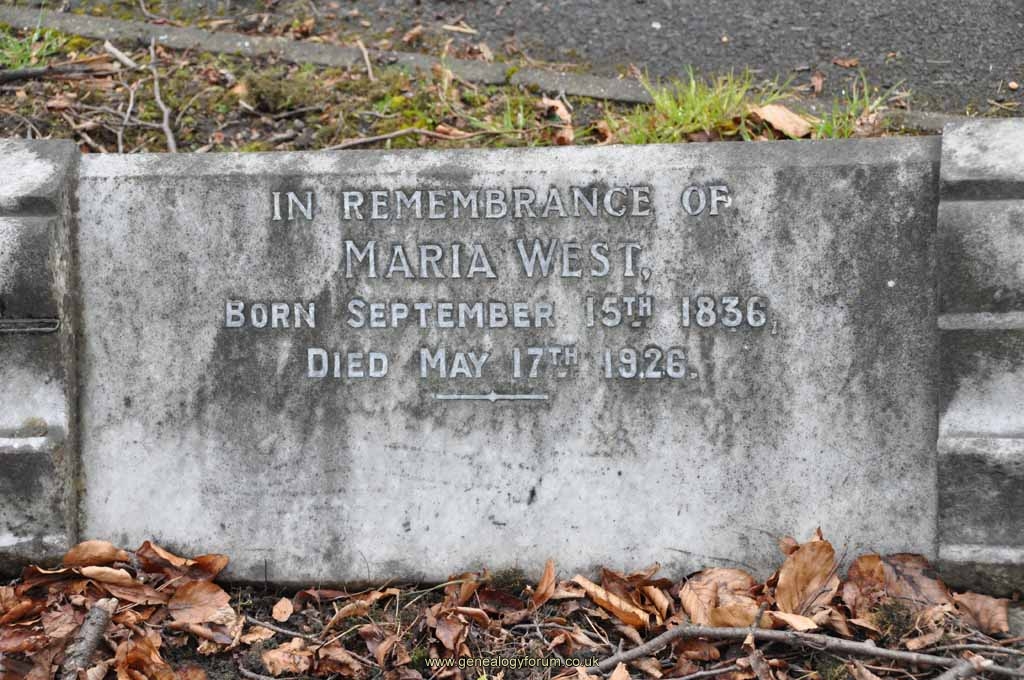 IN REMEMBRANCE OF
MARIA WEST,
BORN SEPTEMBER 15TH 1836,
DIED MAY 17TH 1926.
www.genealogyforum.co.uk